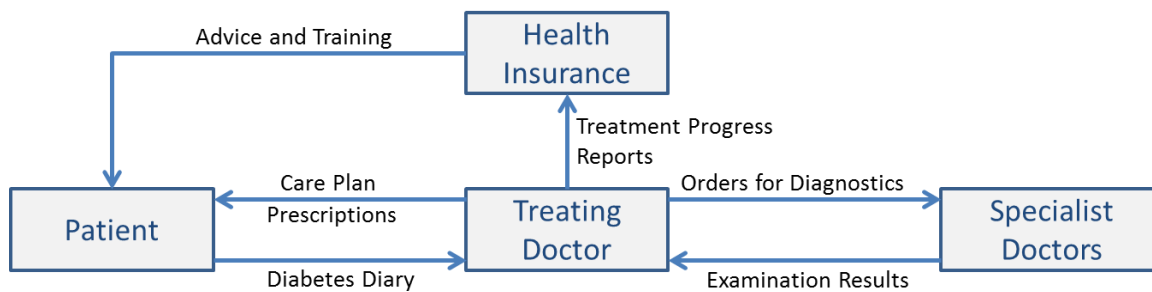 Advice and Training
Health
Insurance
Treatment Progress
Reports
Care Plan
Prescriptions
Orders for Diagnostics
Patient
Treating
Doctor
Specialist
Doctors
Diabetes Diary
Examination Results